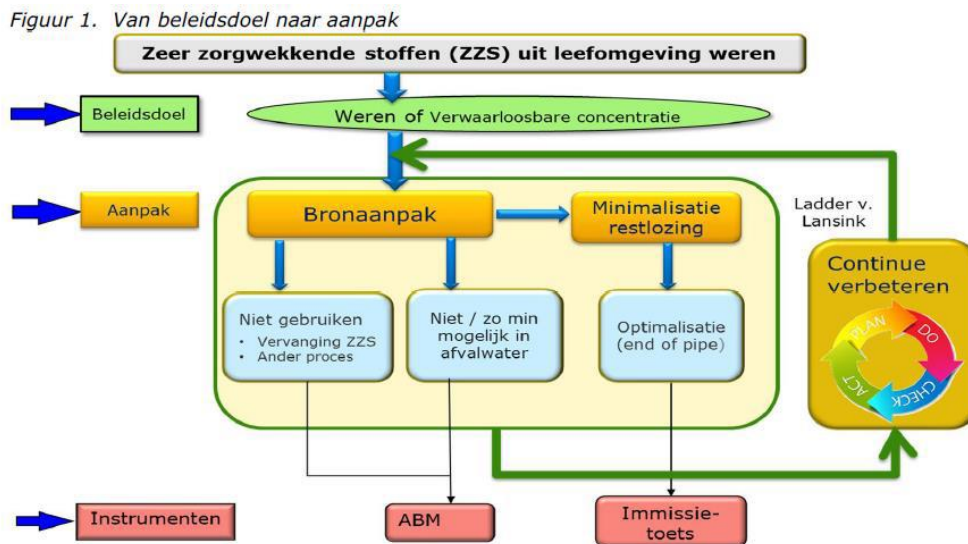 Figuur 1. Van beleidsdoel naar aanpak
Zeer zorgwekkende stoffen (ZZS) uit leefomgeving weren
Beleidsdoel
Weren of Verwaarloosbare concentratie
Aanpak
Bronaanpak
Minimalisatie
restlozing
Ladder v.
Lansink
Continue
verbeteren
PLAN
DO
CHECK
ACT
Niet gebruiken
• Vervanging ZZS
• Ander proces
Niet / zo min
mogelijk in
afvalwater
Optimalisatie
(end of pipe)
Instrumenten
ABM
Immissie-
toets